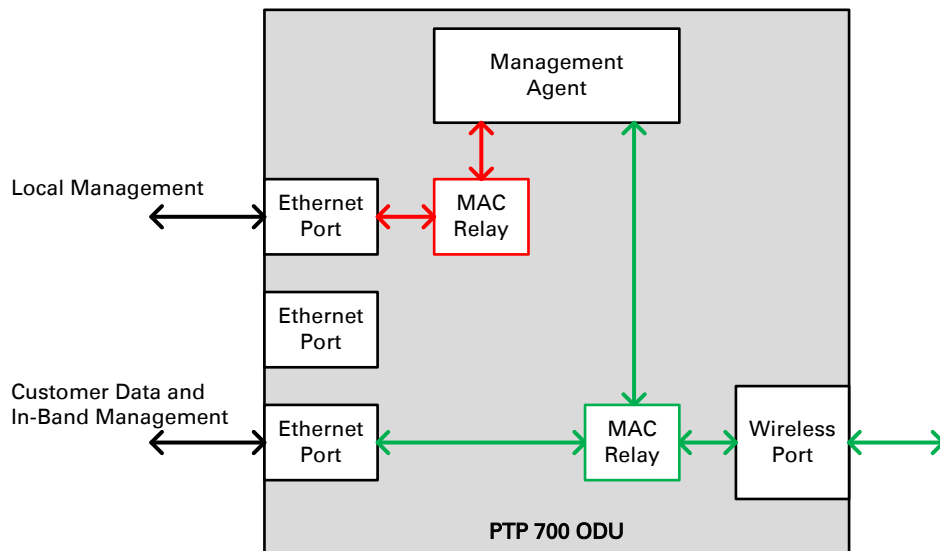 Management
Agent
Local Management
Ethernet
Port
MAC
Relay
Ethernet
Port
Customer Data and
In-Band Management
Ethernet
Port
MAC
Relay
Wireless
Port
PTP 700 ODU